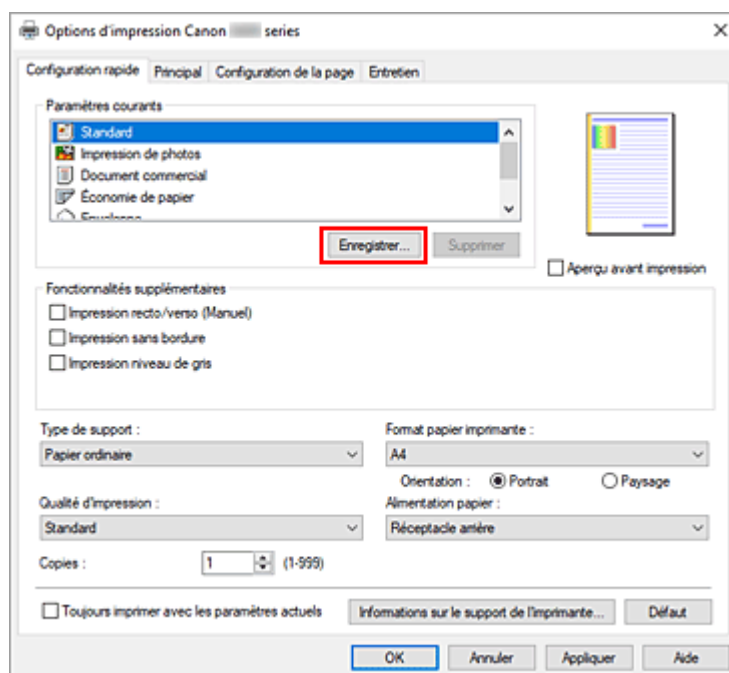 Options d'impression Canon series
Configuration rapide Principal Configuration de la page Entretien
Paramètres courants
Standard
Impression de photos
Document commercial
Économie de papier
Enregistrer... Supprimer
Aperçu avant impression
Fonctionnalités supplémentaires
Impression recto/verso (Manuel)
Impression sans bordure
Impression niveau de gris
Type de support : Format papier imprimante :
Papier ordinaire A4
Orientation : Portrait Paysage
Qualité d'impression : Alimentation papier :
Standard Réceptacle arrière
Copies : 1 (1-999)
Toujours imprimer avec les paramètres actuels Informations sur le support de l'imprimante... Défaut
OK Annuler Appliquer Aide